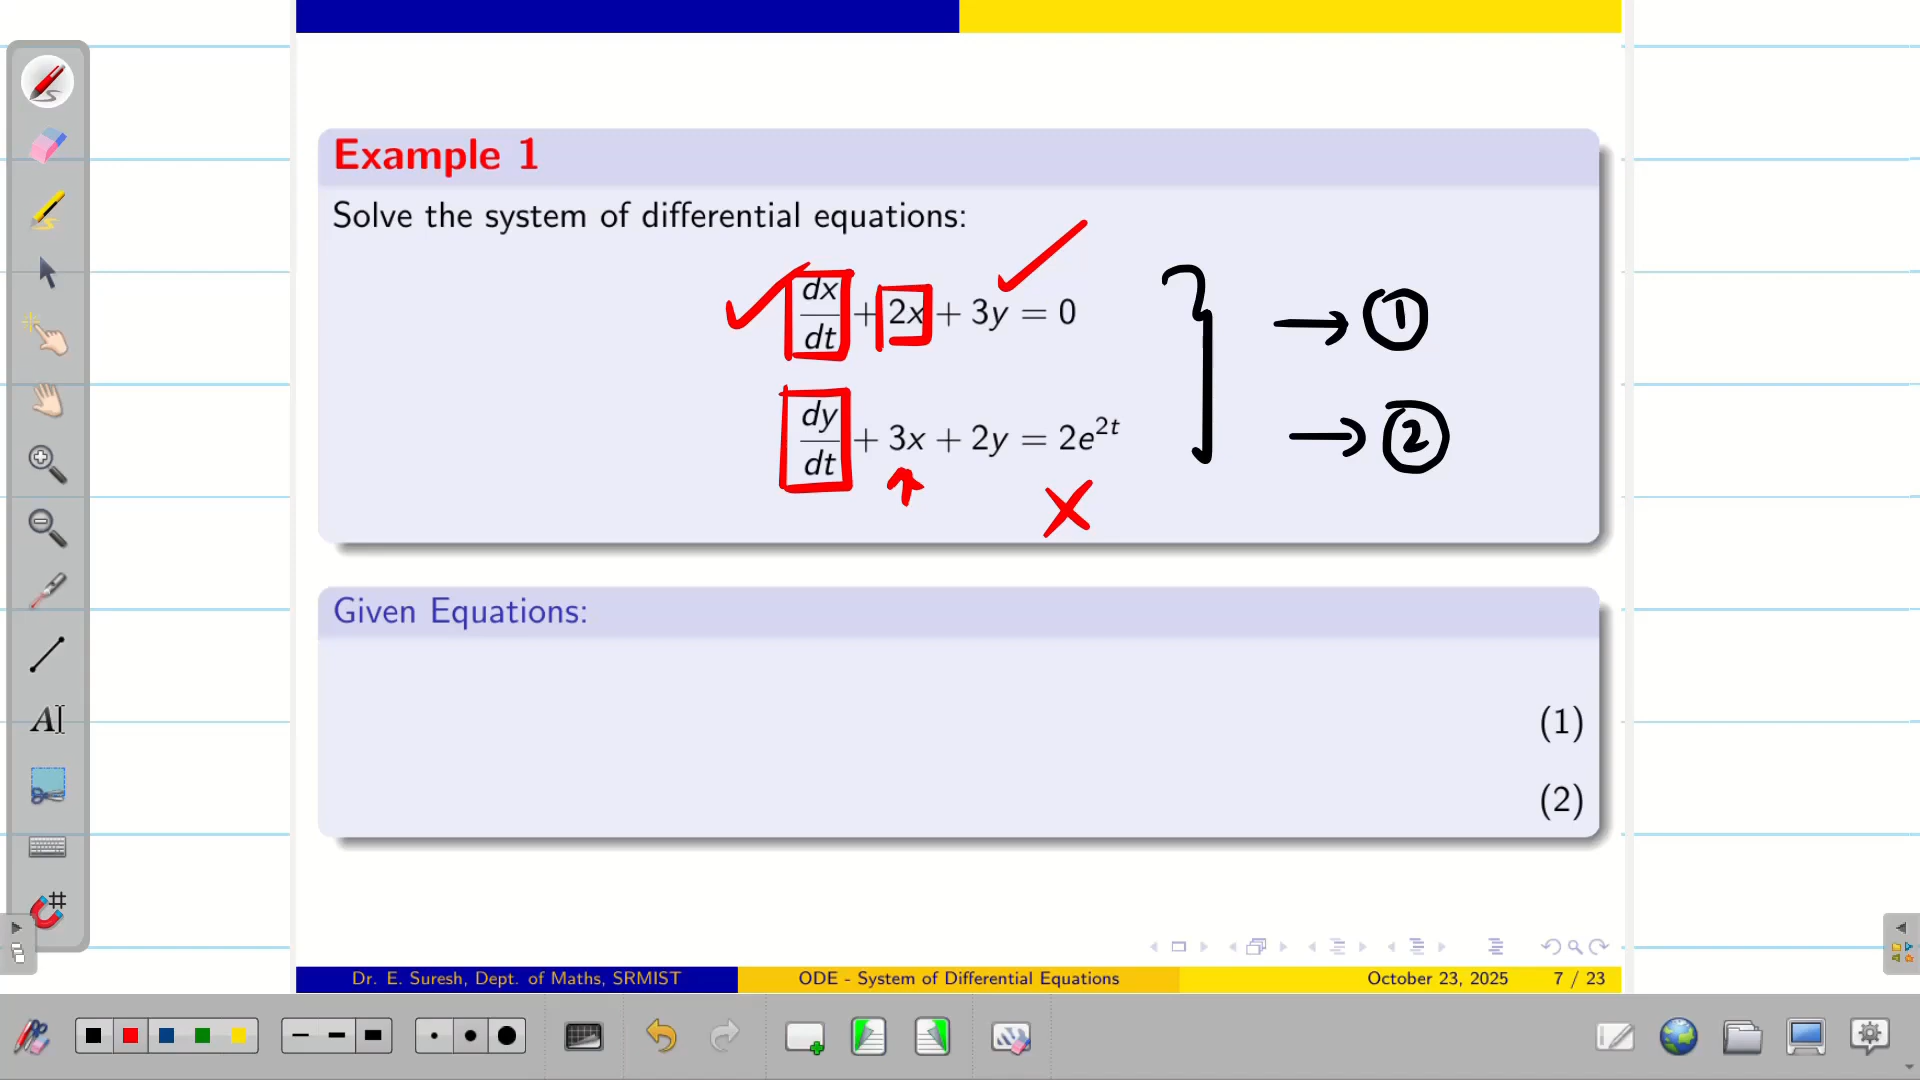 Example 1
Solve the system of differential equations:
dx/dt + 2x + 3y = 0 → ①
dy/dt + 3x + 2y = 2e^{2t} → ②
Given Equations:
(1)
(2)
Dr. E. Suresh, Dept. of Maths, SRMIST ODE - System of Differential Equations October 23, 2025 7 / 23